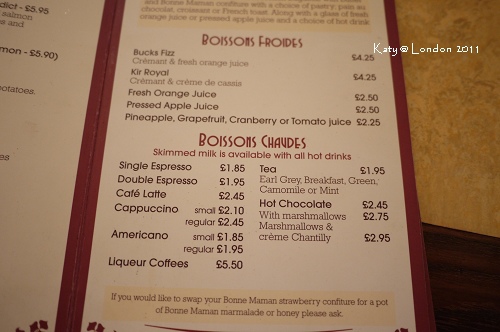 dict - £5.95
salmon
s and
mon - £5.90)
otatoes.
es
and Bonne Maman confiture with a choice of pastry: pain au
chocolat, croissant or French toast. Along with a glass of fresh
orange juice or pressed apple juice and a choice of hot drink
Katy@London 2011
BOISSONS FROIDES
Bucks Fizz £4.25
Crémant & fresh orange juice
Kir Royal £4.25
Crémant & crème de cassis
Fresh Orange Juice £2.50
Pressed Apple Juice £2.50
Pineapple, Grapefruit, Cranberry or Tomato juice £2.25
BOISSONS CHAUDES
Skimmed milk is available with all hot drinks
Single Espresso £1.85
Double Espresso £1.95
Café Latte £2.45
Cappuccino small £2.10
regular £2.45
Americano small £1.85
regular £1.95
Liqueur Coffees £5.50
Tea £1.95
Earl Grey, Breakfast, Green,
Camomile or Mint
Hot Chocolate £2.45
With marshmallows £2.75
Marshmallows &
crème Chantilly £2.95
If you would like to swap your Bonne Maman strawberry confiture for a pot
of Bonne Maman marmalade or honey please ask.